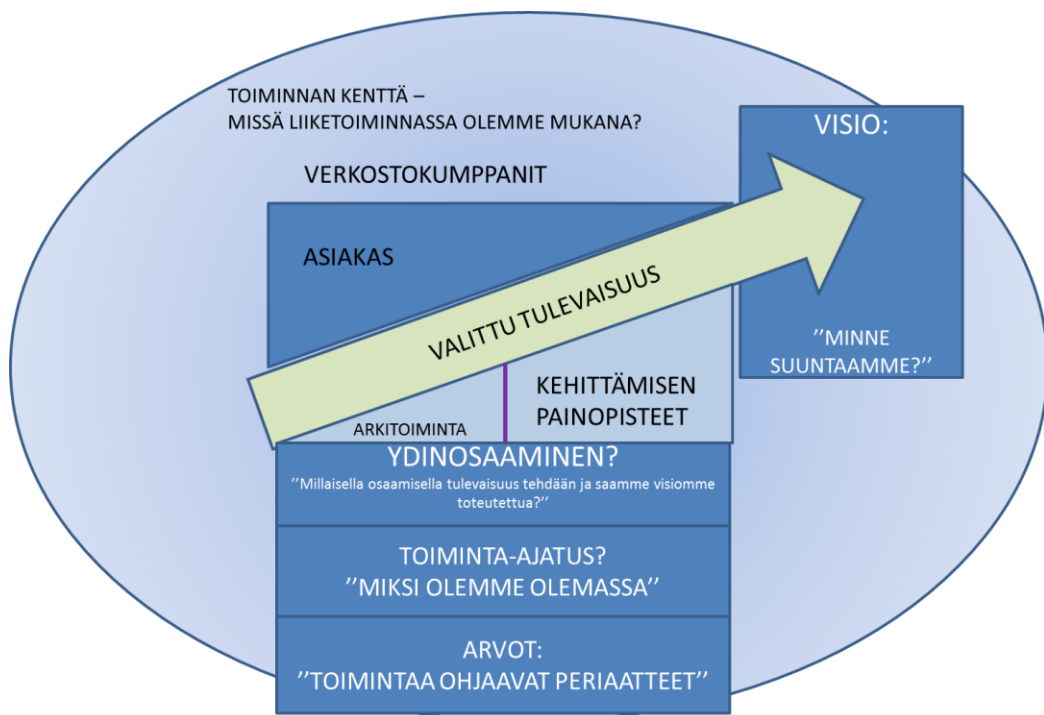 TOIMINNAN KENTTÄ –
MISSÄ LIIKETOIMINNASSA OLEMME MUKANA?
VERKOSTOKUMPPANIT
VISIO:
ASIAKAS
VALITTU TULEVAISUUS
”MINNE
SUUNTAAMME?”
ARKITOIMINTA
KEHITTÄMISEN
PAINOPISTEET
YDINOSAAMINEN?
”Millaisella osaamisella tulevaisuus tehdään ja saamme visiomme
toteutettua?”
TOIMINTA-AJATUS?
”MIKSI OLEMME OLEMASSA”
ARVOT:
”TOIMINTAA OHJAAVAT PERIAATTEET”